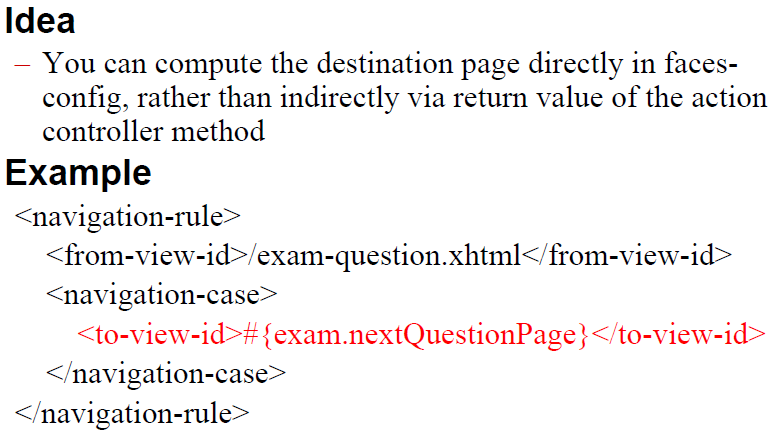 Idea
– You can compute the destination page directly in faces-
config, rather than indirectly via return value of the action
controller method
Example
<navigation-rule>
<from-view-id>/exam-question.xhtml</from-view-id>
<navigation-case>
<to-view-id>#{exam.nextQuestionPage}</to-view-id>
</navigation-case>
</navigation-rule>